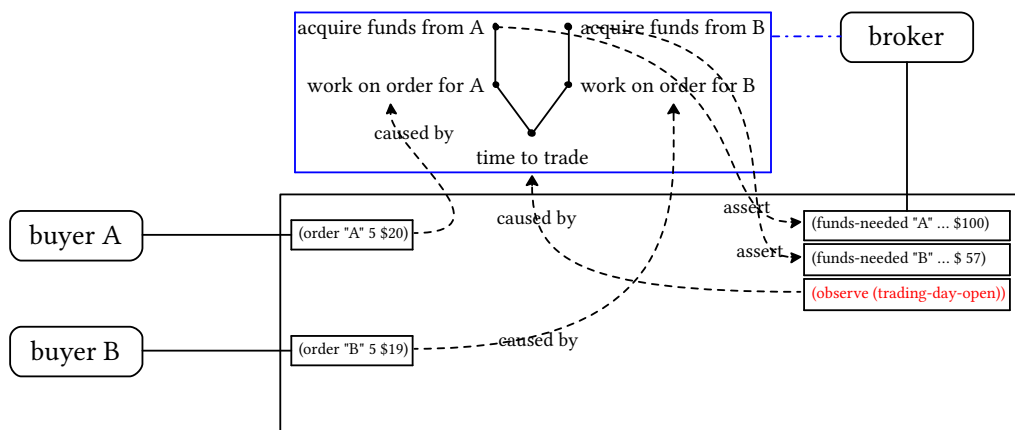 acquire funds from A
acquire funds from B
broker
work on order for A
work on order for B
caused by
time to trade
buyer A
(order "A" 5 $20)
caused by
assert
(funds-needed "A" ... $100)
assert
(funds-needed "B" ... $ 57)
(observe (trading-day-open))
buyer B
(order "B" 5 $19)
caused by